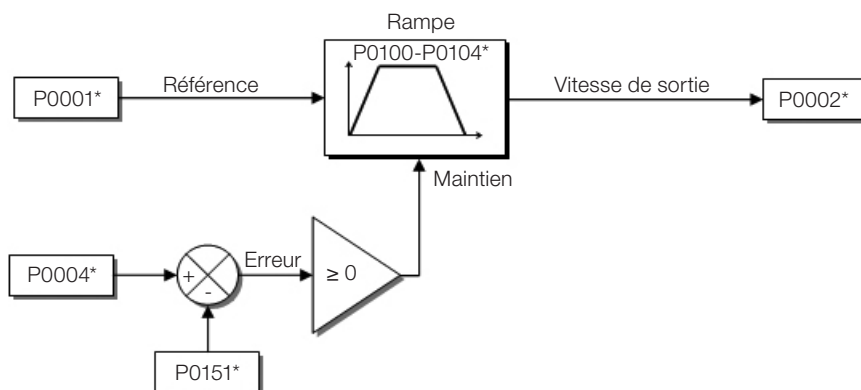 Rampe
P0100-P0104*
P0001*
Référence
Vitesse de sortie
P0002*
Maintien
P0004*
+
-
Erreur
≥ 0
P0151*